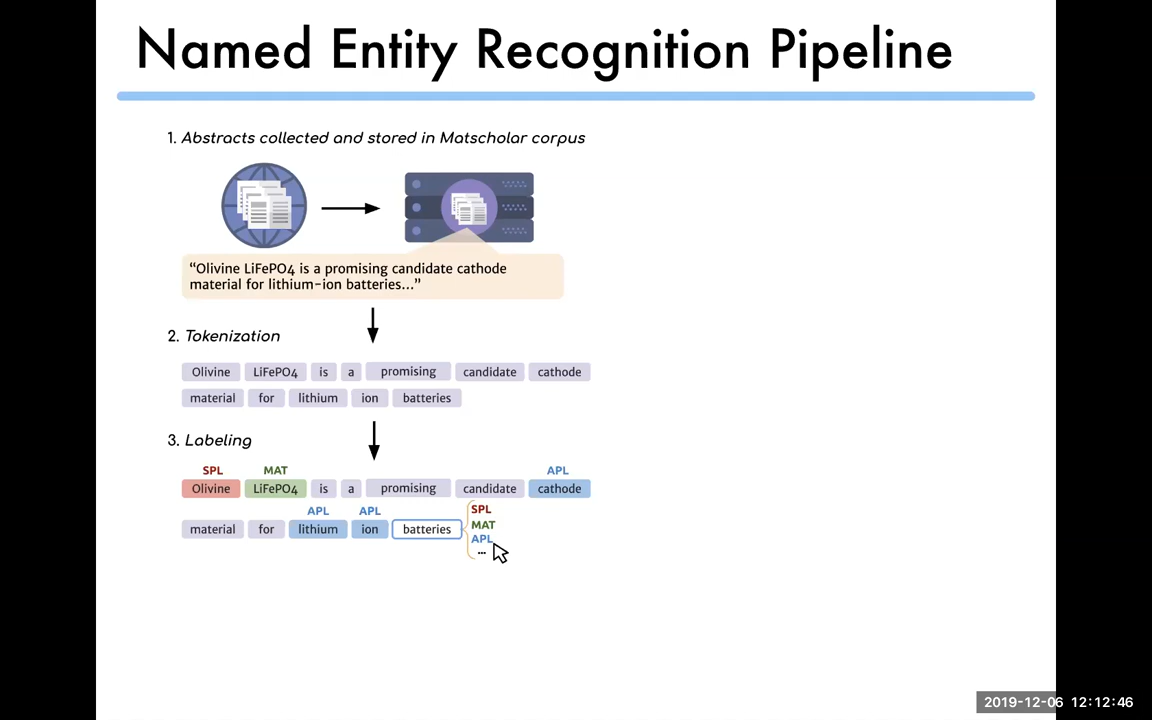 Named Entity Recognition Pipeline
1. Abstracts collected and stored in Matscholar corpus
“Olivine LiFePO4 is a promising candidate cathode
material for lithium-ion batteries...”
2. Tokenization
Olivine LiFePO4 is a promising candidate cathode
material for lithium ion batteries
3. Labeling
SPL MAT APL
Olivine LiFePO4 is a promising candidate cathode
APL APL
material for lithium ion batteries
SPL
MAT
APL
...
2019-12-06 12:12:46